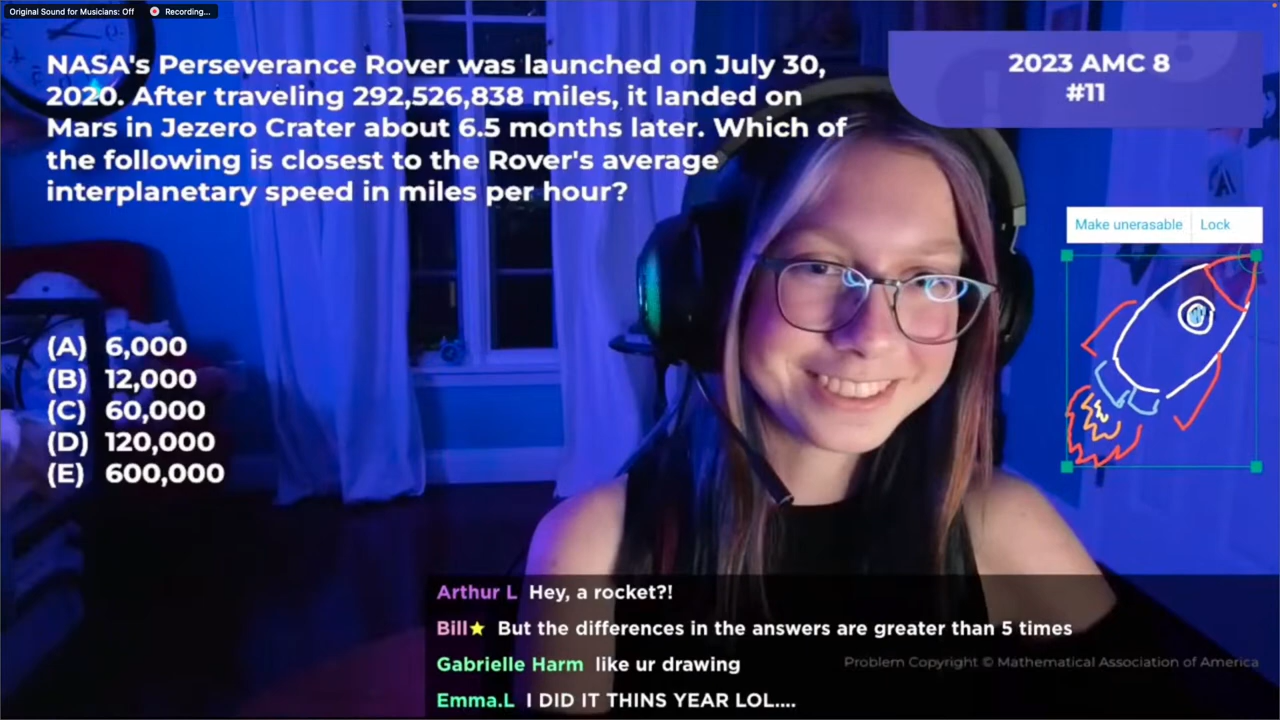 Original Sound for Musicians: Off
Recording...
NASA's Perseverance Rover was launched on July 30,
2020. After traveling 292,526,838 miles, it landed on
Mars in Jezero Crater about 6.5 months later. Which of
the following is closest to the Rover's average
interplanetary speed in miles per hour?
2023 AMC 8
#11
Make unerasable
Lock
(A) 6,000
(B) 12,000
(C) 60,000
(D) 120,000
(E) 600,000
Arthur L Hey, a rocket?!
Bill But the differences in the answers are greater than 5 times
Gabrielle Harm like ur drawing
Problem Copyright © Mathematical Association of America
Emma.L I DID IT THINS YEAR LOL....